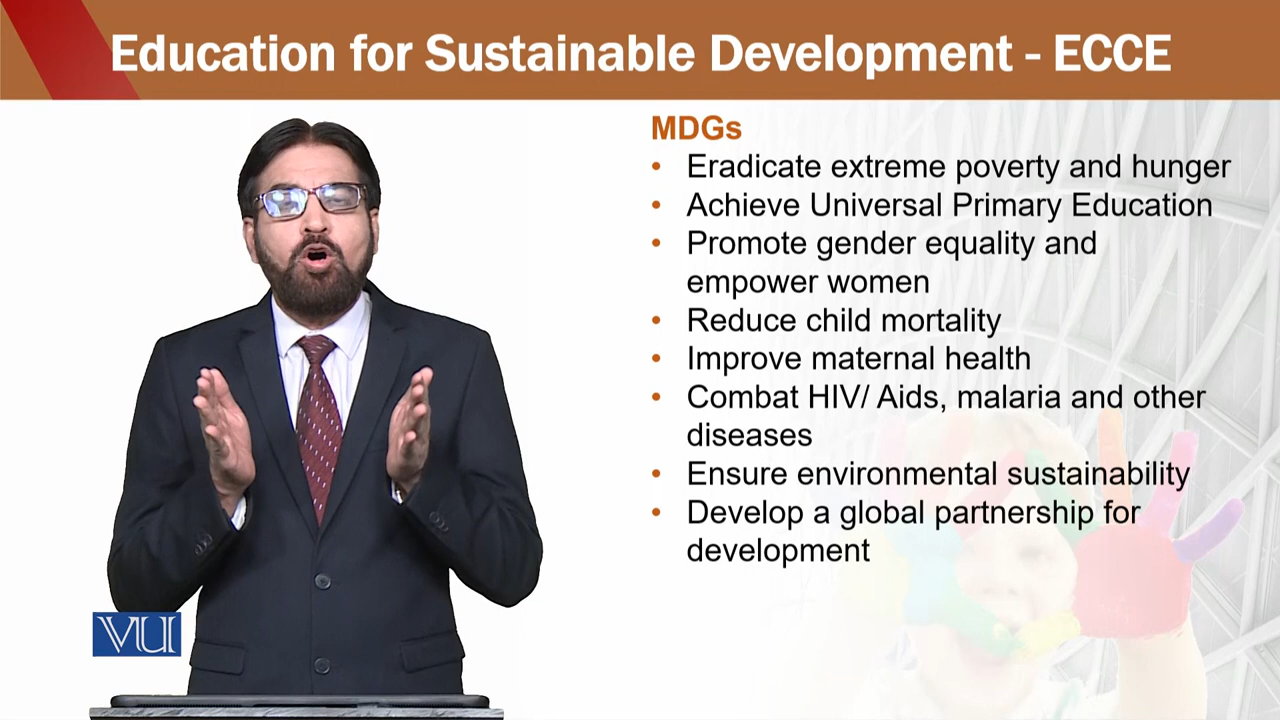 Education for Sustainable Development - ECCE
MDGs
• Eradicate extreme poverty and hunger
• Achieve Universal Primary Education
• Promote gender equality and
empower women
• Reduce child mortality
• Improve maternal health
• Combat HIV/ Aids, malaria and other
diseases
• Ensure environmental sustainability
• Develop a global partnership for
development
VU